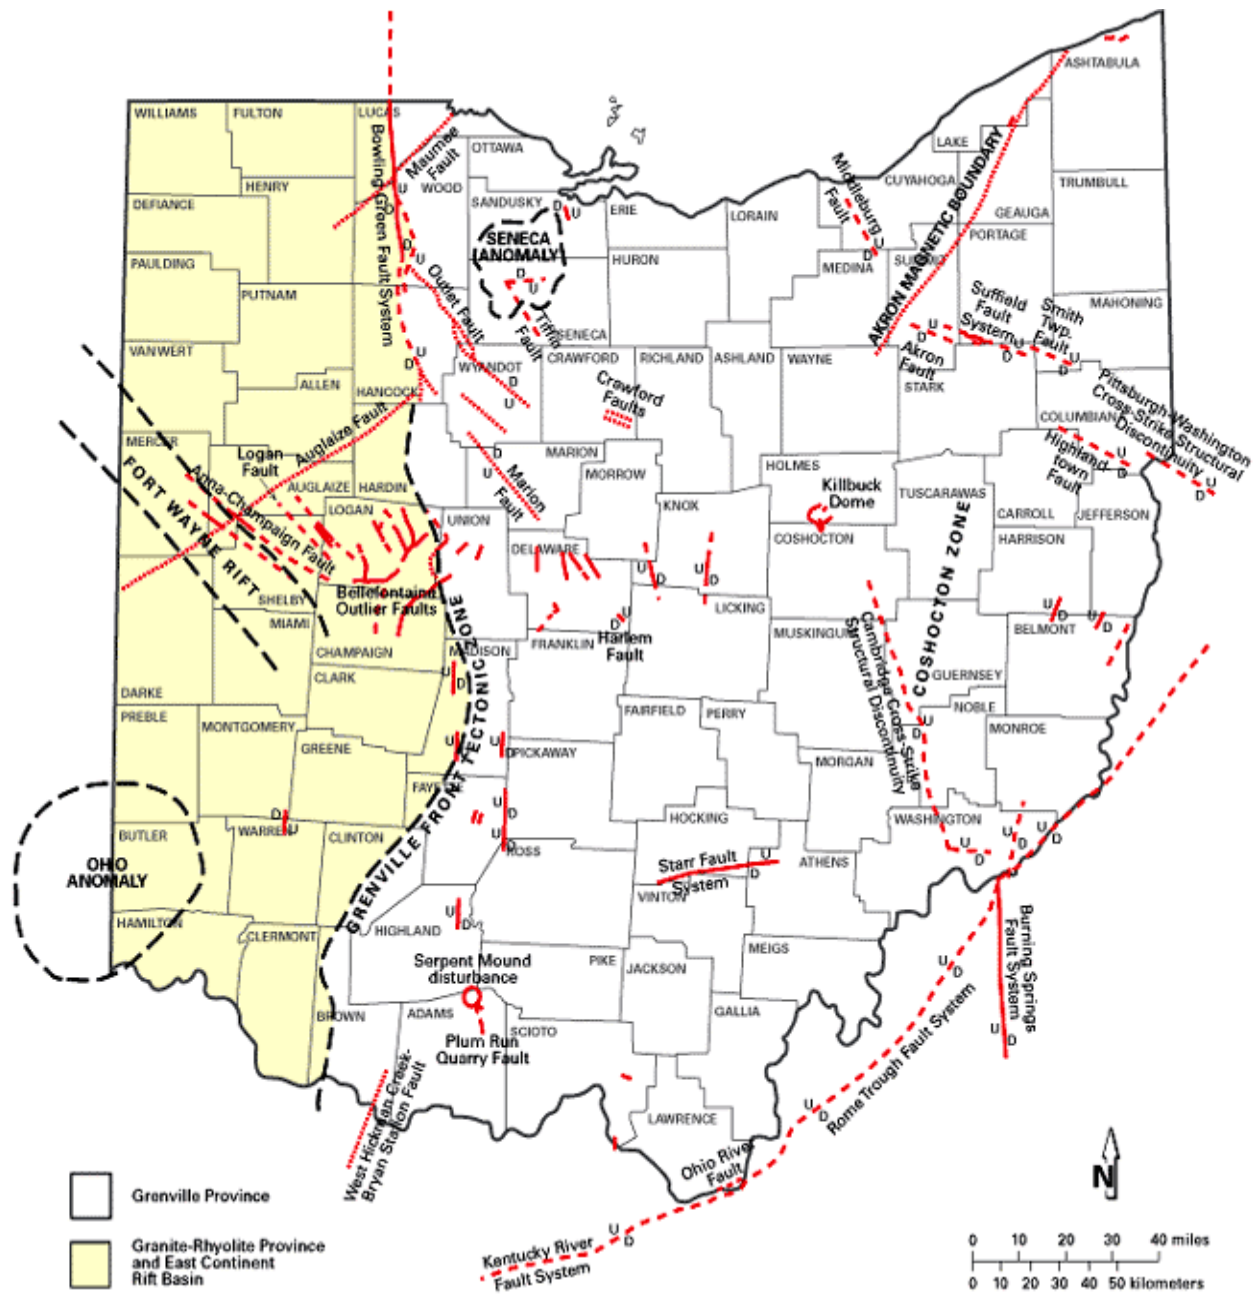 ASHTABULA
WILLIAMS
FULTON
LUCAS
Maumee
Fault
OTTAWA
LAKE
Bowling Green Fault System
HENRY
WOOD
SANDUSKY
ERIE
LORAIN
Middleburg
Fault
CUYAHOGA
GEAUGA
TRUMBULL
DEFIANCE
SENECA
ANOMALY
AKRON MAGNETIC BOUNDARY
PORTAGE
PAULDING
HURON
MEDINA
PUTNAM
Outlet Fault
Tiffin
Fault
SENECA
Suffield
Fault
System
Smith
Twp.
Fault
MAHONING
Akron
Fault
VANWERT
ALLEN
HANCOCK
WYANDOT
CRAWFORD
RICHLAND
ASHLAND
WAYNE
STARK
Crawford
Faults
Pittsburgh-Washington
Cross-Strike Structural
Discontinuity
COLUMBIAN
Highland
town
Fault
MERCER
Logan
Fault
Auglaize Fault
FORT WAYNE RIFT
Anna-Champaign Fault
AUGLAIZE
HARDIN
MARION
Marion
Fault
MORROW
HOLMES
Killbuck
Dome
TUSCARAWAS
CARROLL
JEFFERSON
LOGAN
UNION
DELAWARE
KNOX
COSHOCTON
HARRISON
COSHOCTON ZONE
SHELBY
Bellefontaine
Outlier Faults
LICKING
MIAMI
CHAMPAIGN
MADISON
FRANKLIN
Harlem
Fault
MUSKINGUM
Cambridge Cross-Strike
Structural Discontinuity
GUERNSEY
BELMONT
DARKE
CLARK
GRENVILLE FRONT TECTONIC ZONE
PREBLE
MONTGOMERY
GREENE
FAIRFIELD
PERRY
NOBLE
MONROE
PICKAWAY
MORGAN
FAYE
BUTLER
WARREN
CLINTON
HOCKING
WASHINGTON
OHIO
ANOMALY
ROSS
Starr Fault
System
ATHENS
VINTON
HAMILTON
CLERMONT
HIGHLAND
Serpent Mound
disturbance
PIKE
JACKSON
MEIGS
Burning Springs
Fault System
BROWN
ADAMS
SCIOTO
GALLIA
Plum Run
Quarry Fault
Rome Trough Fault System
West Hickman Creek-
Bryan Station Fault
LAWRENCE
Ohio River
Fault
Kentucky River
Fault System
Grenville Province
Granite-Rhyolite Province
and East Continent
Rift Basin
N
0 10 20 30 40 miles
0 10 20 30 40 50 kilometers